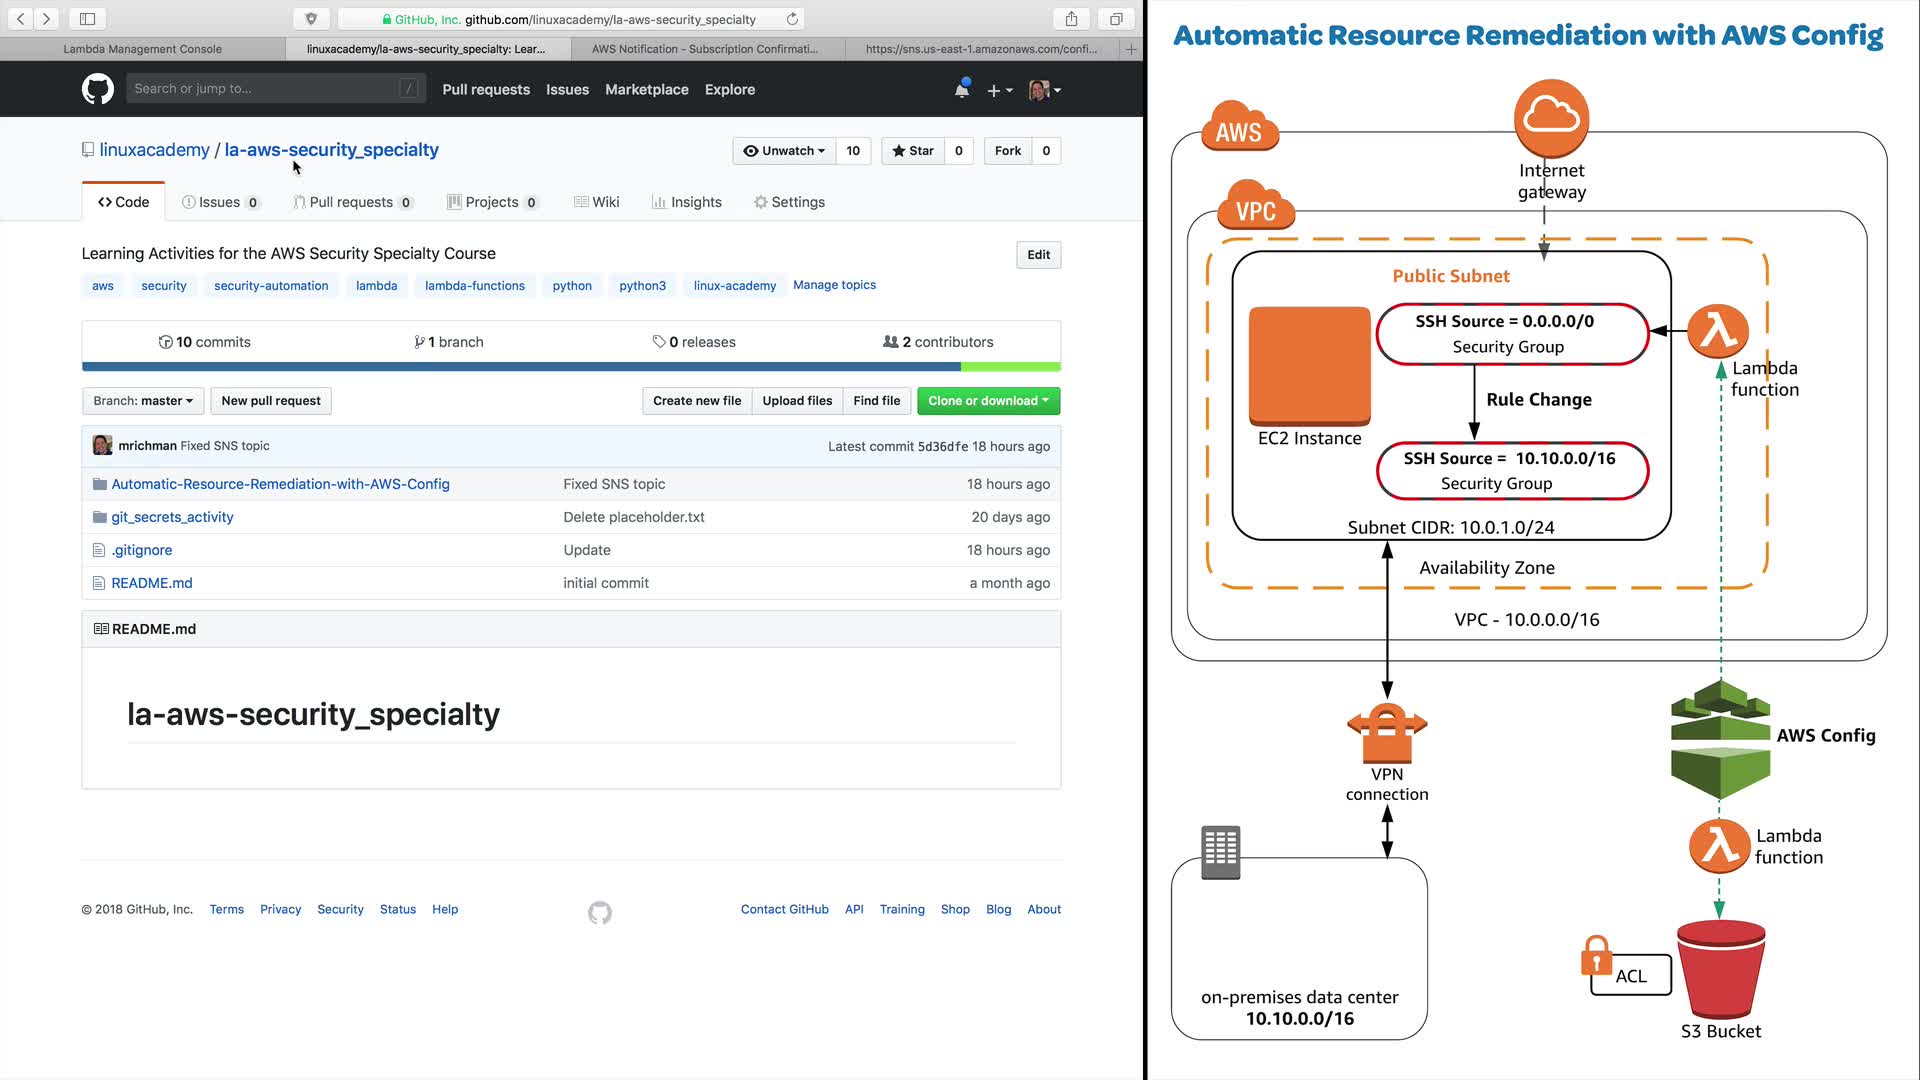 GitHub, Inc. github.com/linuxacademy/la-aws-security_specialty
Lambda Management Console
linuxacademy/la-aws-security_specialty: Lear...
AWS Notification - Subscription Confirmati...
https://sns.us-east-1.amazonaws.com/confi...
Search or jump to...
/
Pull requests
Issues
Marketplace
Explore
linuxacademy / la-aws-security_specialty
Unwatch 10
Star 0
Fork 0
Code
Issues 0
Pull requests 0
Projects 0
Wiki
Insights
Settings
Learning Activities for the AWS Security Specialty Course
Edit
aws security security-automation lambda lambda-functions python python3 linux-academy Manage topics
10 commits
1 branch
0 releases
2 contributors
Branch: master
New pull request
Create new file
Upload files
Find file
Clone or download
mrichman Fixed SNS topic
Latest commit 5d36dfe 18 hours ago
Automatic-Resource-Remediation-with-AWS-Config Fixed SNS topic 18 hours ago
git_secrets_activity Delete placeholder.txt 20 days ago
.gitignore Update 18 hours ago
README.md initial commit a month ago
README.md
la-aws-security_specialty
© 2018 GitHub, Inc. Terms Privacy Security Status Help
Contact GitHub API Training Shop Blog About
Automatic Resource Remediation with AWS Config
AWS
Internet
gateway
VPC
Public Subnet
SSH Source = 0.0.0.0/0
Security Group
Lambda
function
Rule Change
EC2 Instance
SSH Source = 10.10.0.0/16
Security Group
Subnet CIDR: 10.0.1.0/24
Availability Zone
VPC - 10.0.0.0/16
AWS Config
VPN
connection
Lambda
function
ACL
on-premises data center
10.10.0.0/16
S3 Bucket